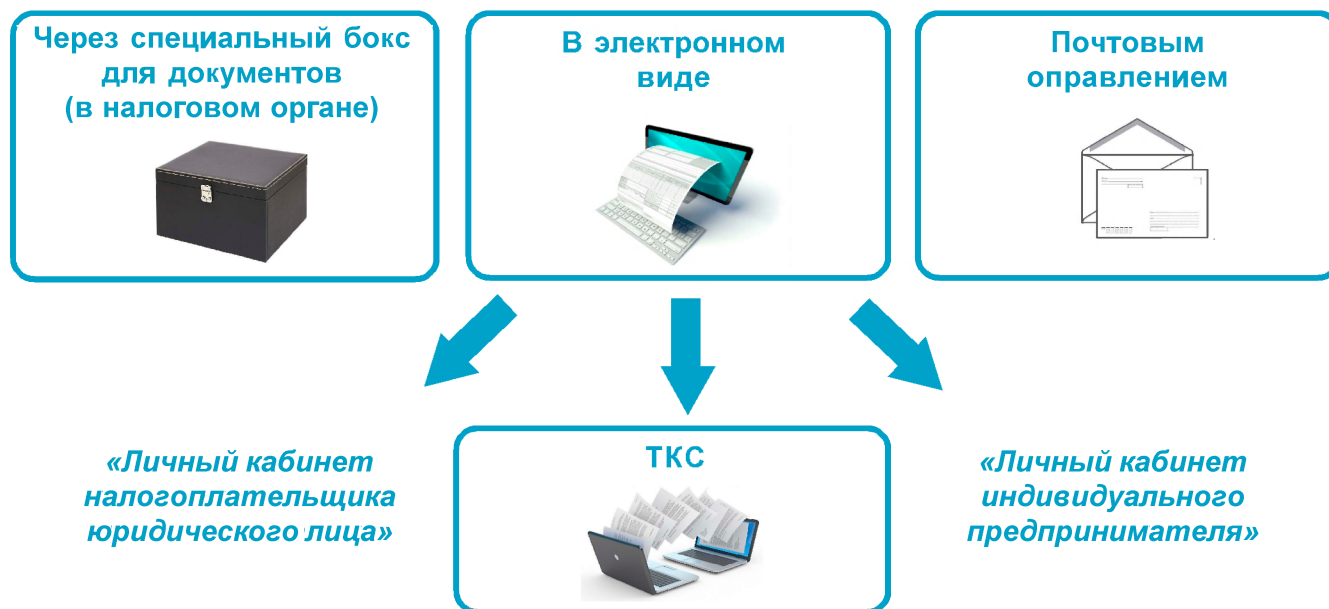 Через специальный бокс
для документов
(в налоговом органе)
В электронном
виде
Почтовым
оправлением
«Личный кабинет
налогоплательщика
юридического лица»
ТКС
«Личный кабинет
индивидуального
предпринимателя»